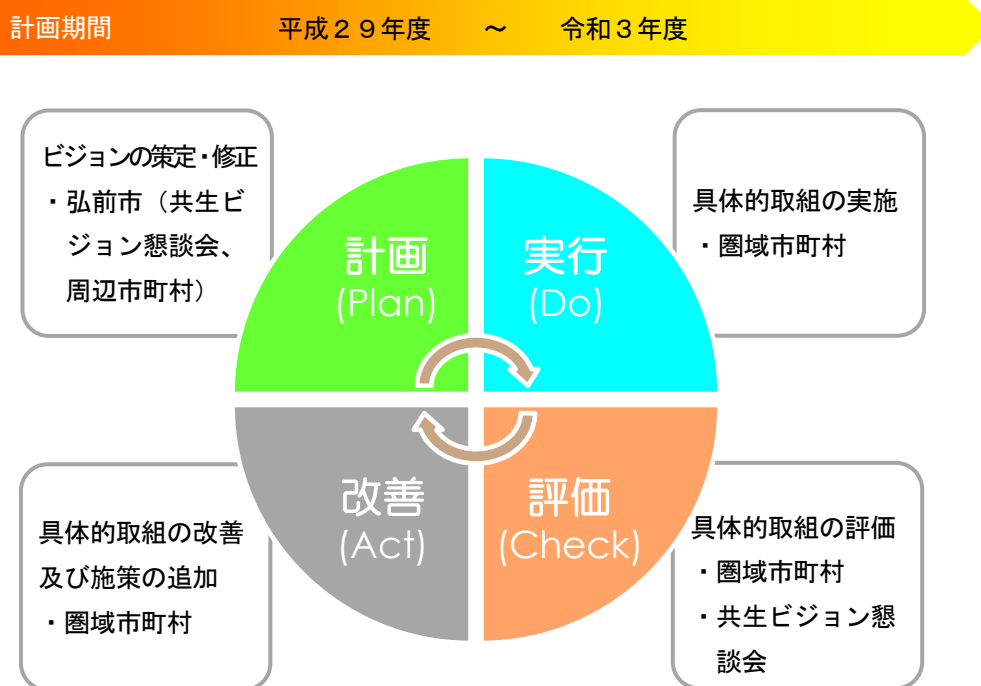 計画期間 平成２９年度 ～ 令和３年度
ビジョンの策定・修正
・弘前市（共生ビ
ジョン懇談会、
周辺市町村）
計画
(Plan)
実行
(Do)
具体的取組の実施
・圏域市町村
具体的取組の改善
及び施策の追加
・圏域市町村
改善
(Act)
評価
(Check)
具体的取組の評価
・圏域市町村
・共生ビジョン懇
談会